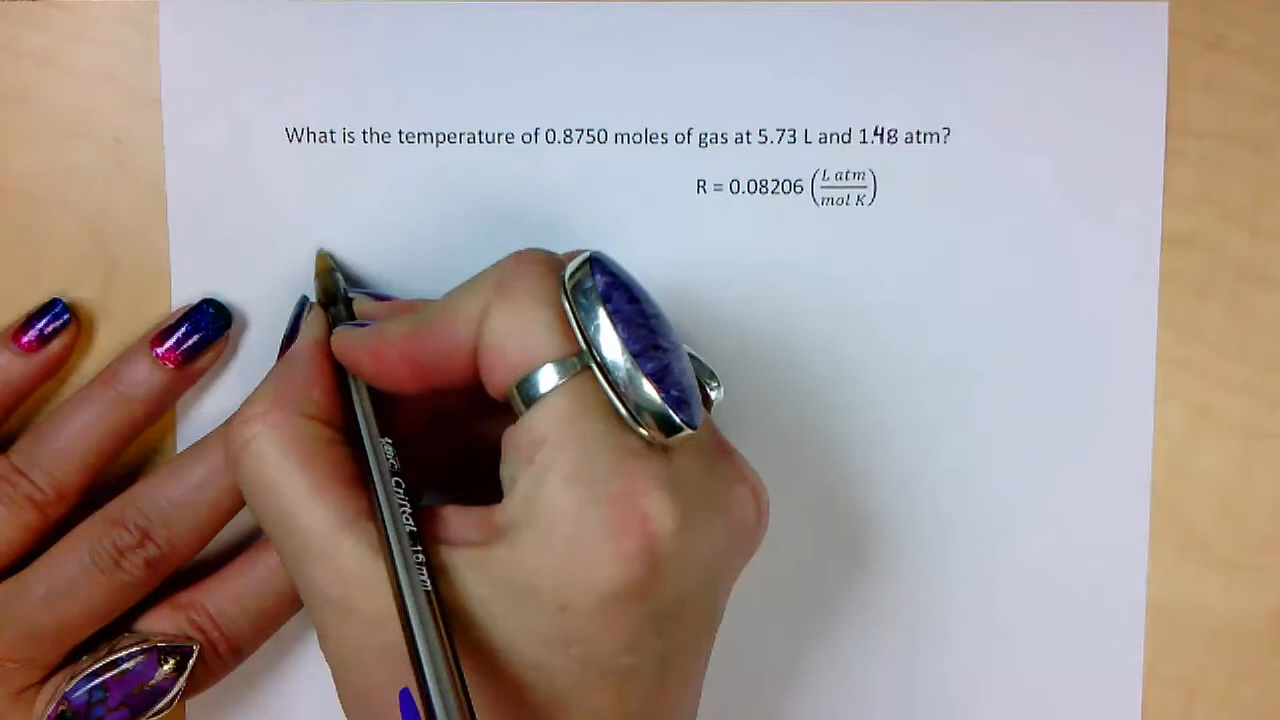 What is the temperature of 0.8750 moles of gas at 5.73 L and 1.48 atm?
R = 0.08206 (L atm / mol K)
BIC Cristal 1.6 mm